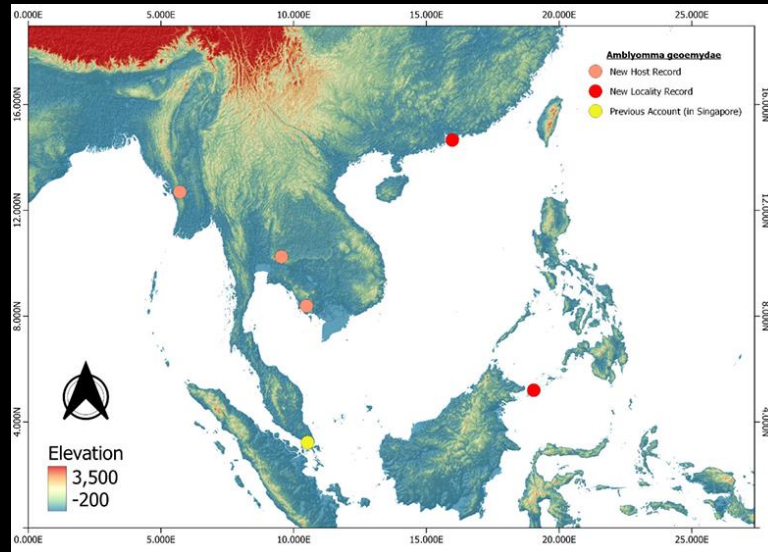 0.000E 5.000E 10.000E 15.000E 20.000E 25.000E
Amblyomma geoemydae
New Host Record
New Locality Record
Previous Account (in Singapore)
16.000N 16.000N
12.000N 12.000N
8.000N 8.000N
4.000N 4.000N
Elevation
3,500
-200
0.000E 5.000E 10.000E 15.000E 20.000E 25.000E